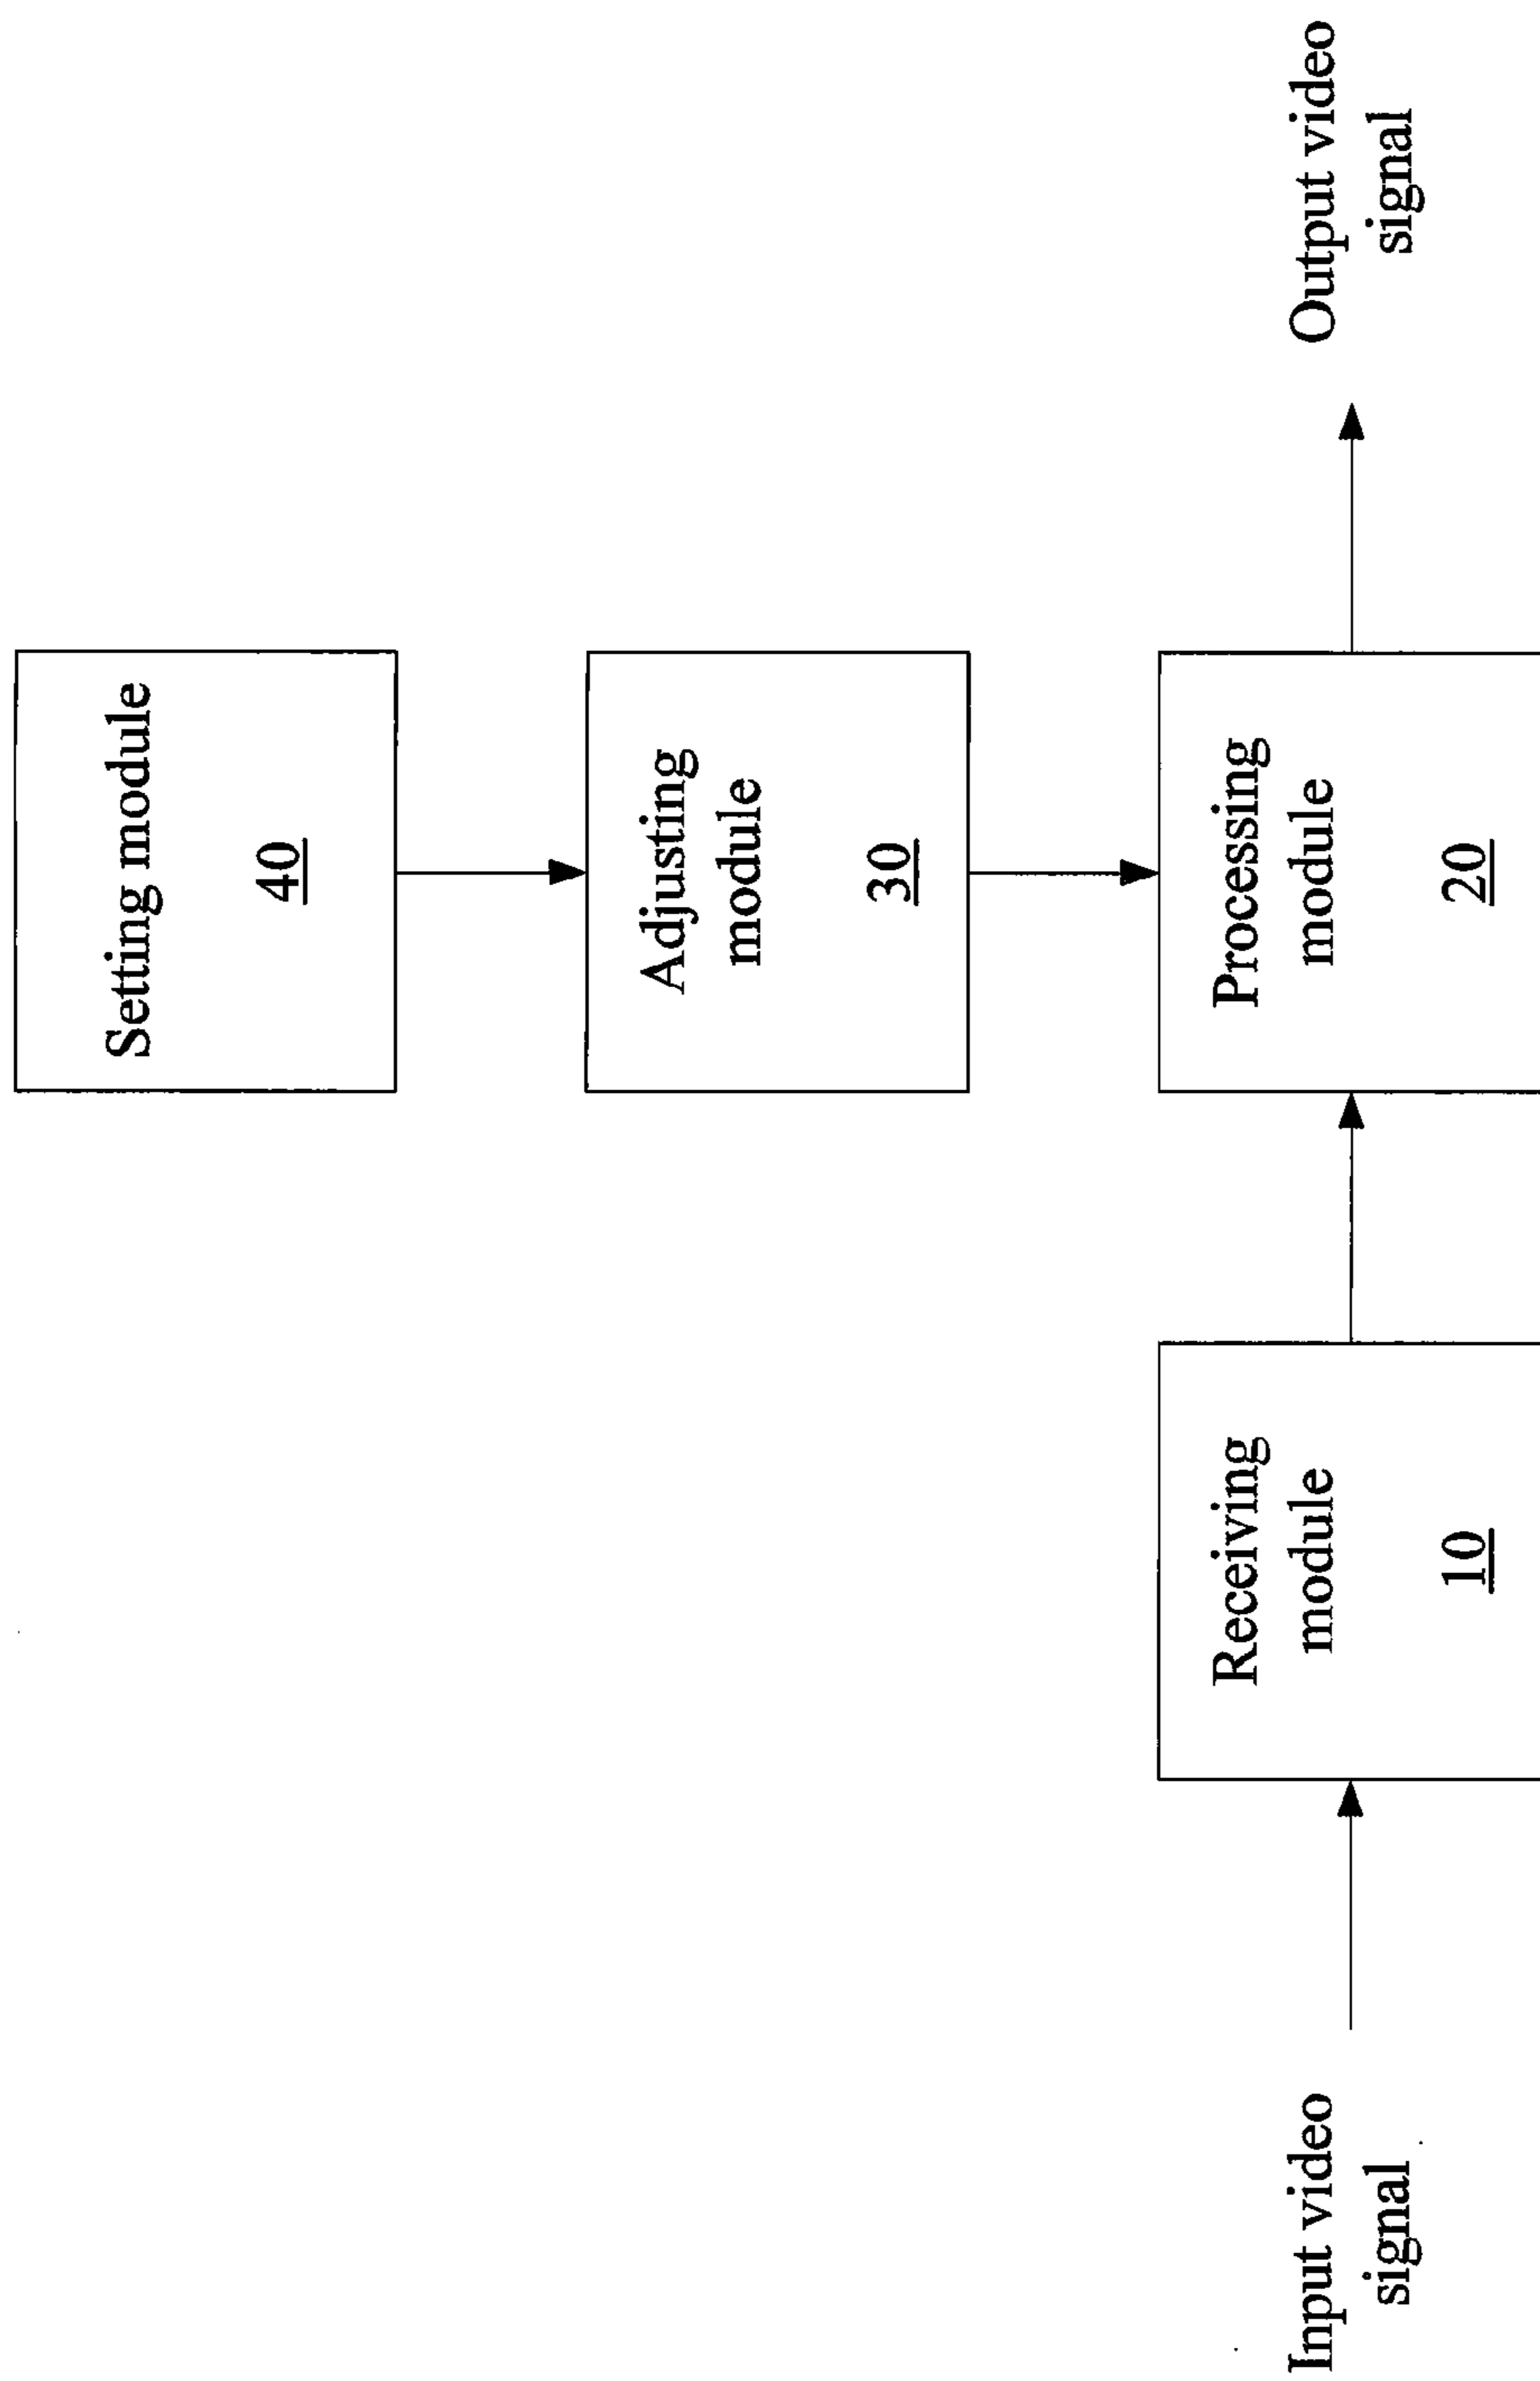 Setting module
40
Adjusting
module
30
Input video
signal
Receiving
module
10
Processing
module
20
Output video
signal